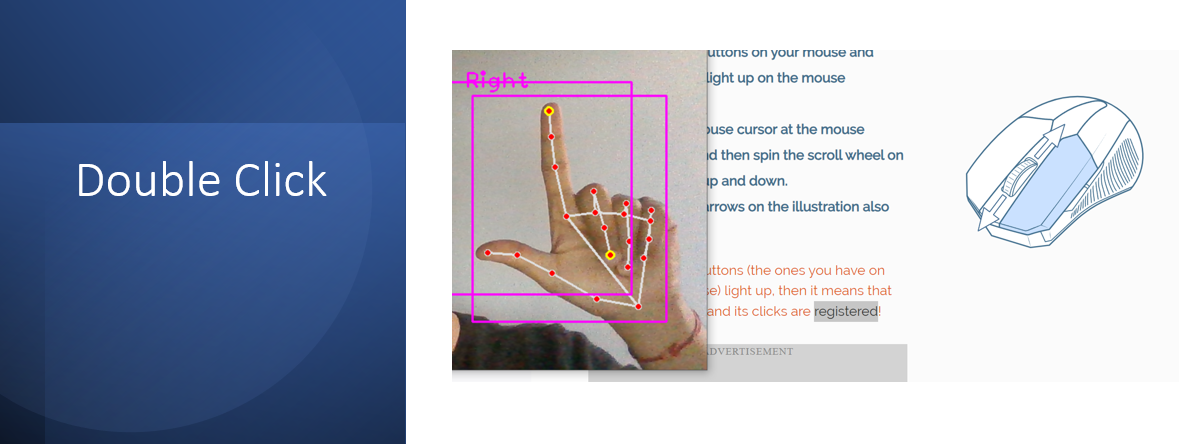 Double Click
Right
uttons on your mouse and
light up on the mouse
ouse cursor at the mouse
nd then spin the scroll wheel on
up and down.
arrows on the illustration also
uttons (the ones you have on
se) light up, then it means that
and its clicks are registered!
ADVERTISEMENT